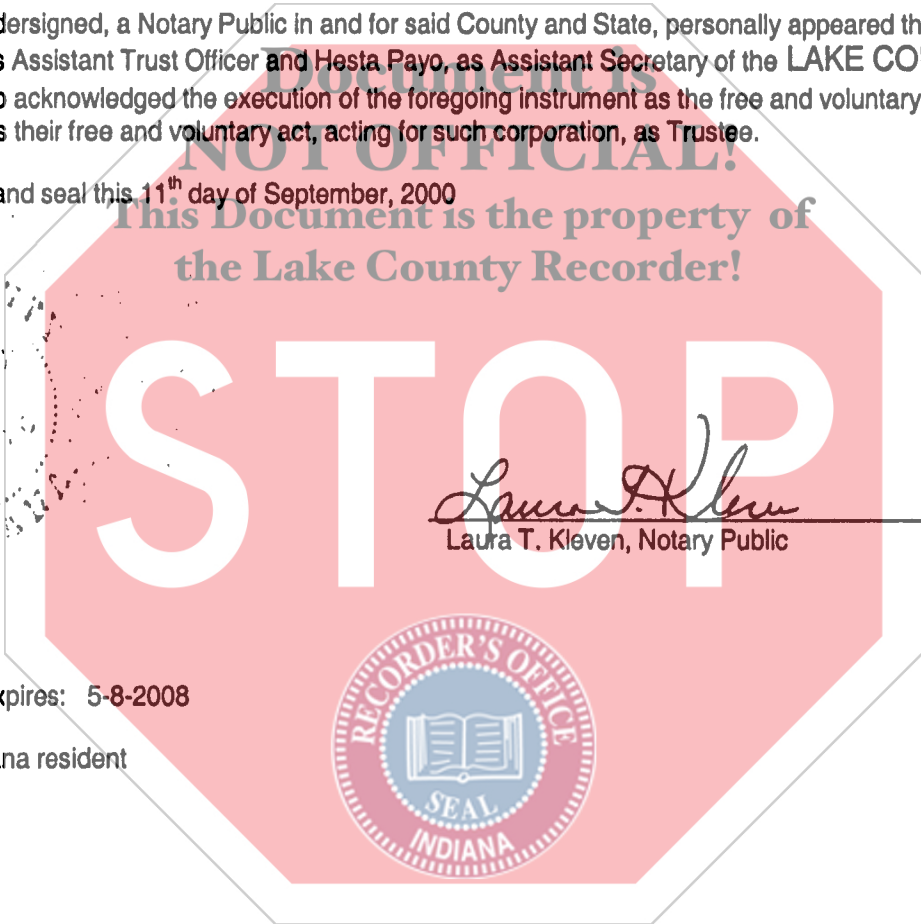 dersigned, a Notary Public in and for said County and State, personally appeared th
s Assistant Trust Officer and Hesta Payo, as Assistant Secretary of the LAKE CO
o acknowledged the execution of the foregoing instrument as the free and voluntary
s their free and voluntary act, acting for such corporation, as Trustee.
and seal this 11th day of September, 2000
Document is
NOT OFFICIAL!
This Document is the property of
the Lake County Recorder!
STOP
Laura T. Kleven
Laura T. Kleven, Notary Public
xpires: 5-8-2008
na resident
RECORDER'S OFFICE
SEAL
INDIANA